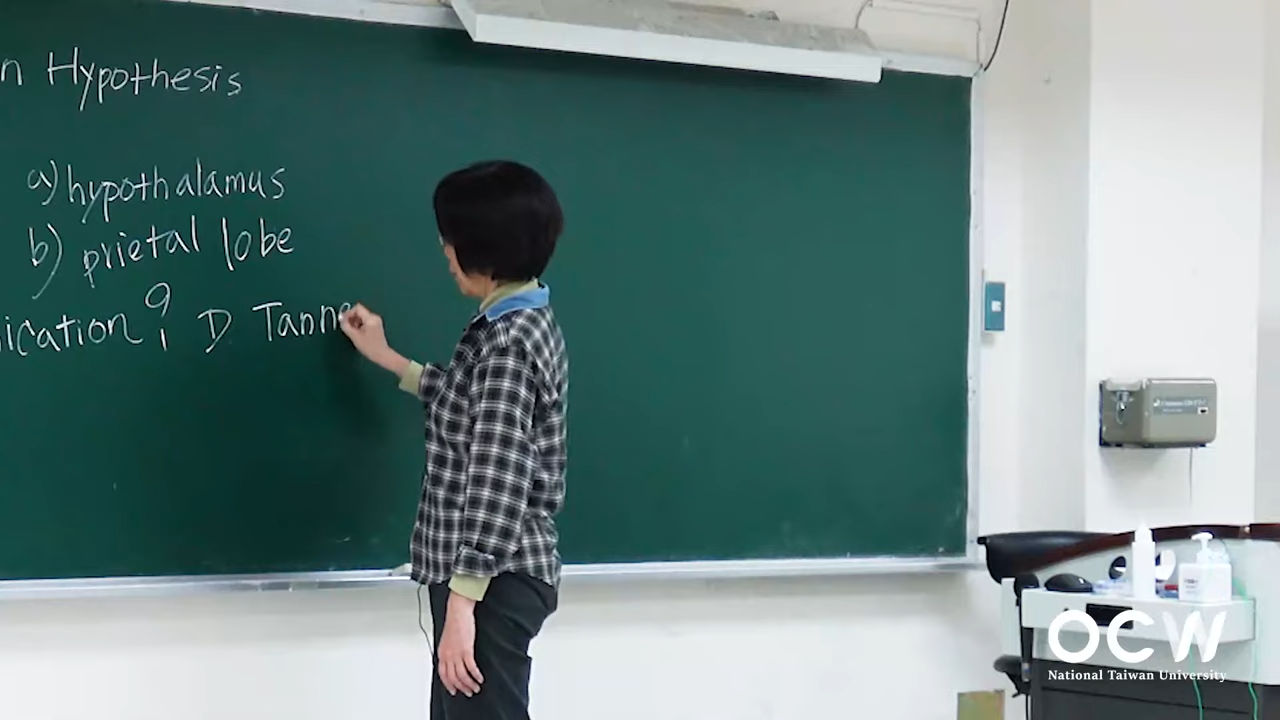 n Hypothesis
a) hypothalamus
b) prietal lobe
ication ? ! D Tanne
OCW
National Taiwan University